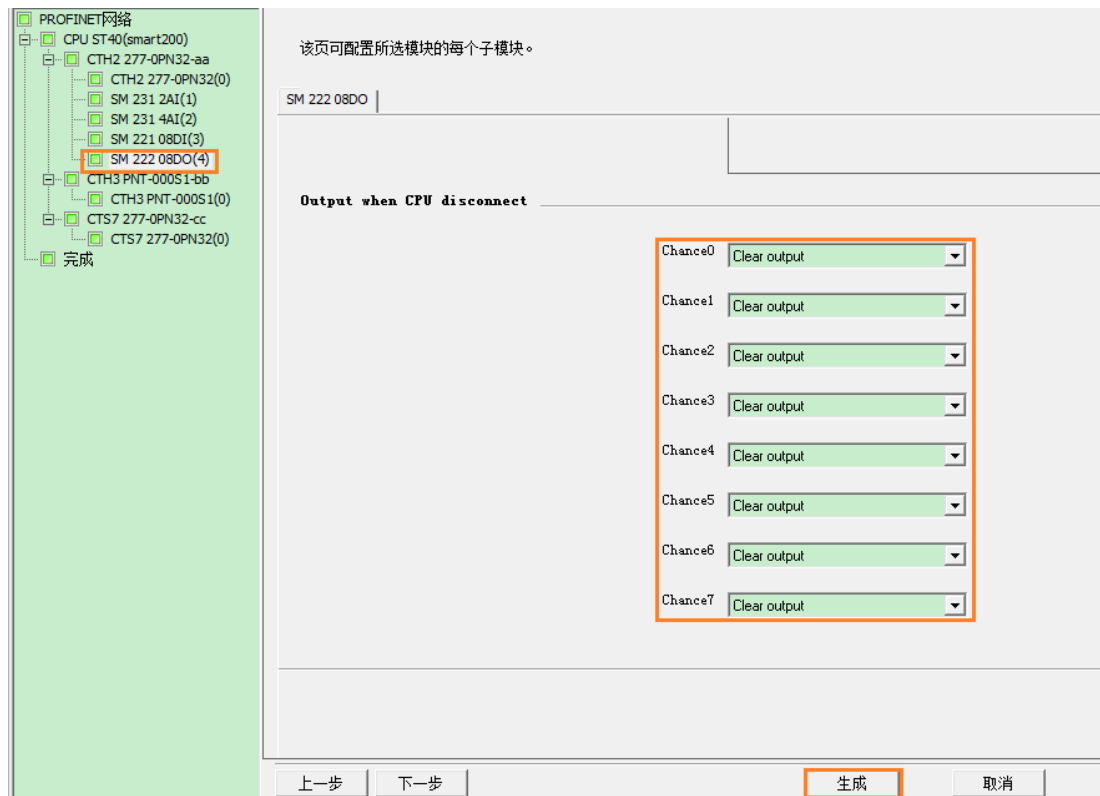 PROFINET网络
CPU ST40(smart200)
CTH2 277-0PN32-aa
CTH2 277-0PN32(0)
SM 231 2AI(1)
SM 231 4AI(2)
SM 221 08DI(3)
SM 222 08DO(4)
CTH3 PNT-000S1-bb
CTH3 PNT-000S1(0)
CTS7 277-0PN32-cc
CTS7 277-0PN32(0)
完成
该页可配置所选模块的每个子模块。
SM 222 08DO
Output when CPU disconnect
Chance0 Clear output
Chance1 Clear output
Chance2 Clear output
Chance3 Clear output
Chance4 Clear output
Chance5 Clear output
Chance6 Clear output
Chance7 Clear output
上一步 下一步 生成 取消